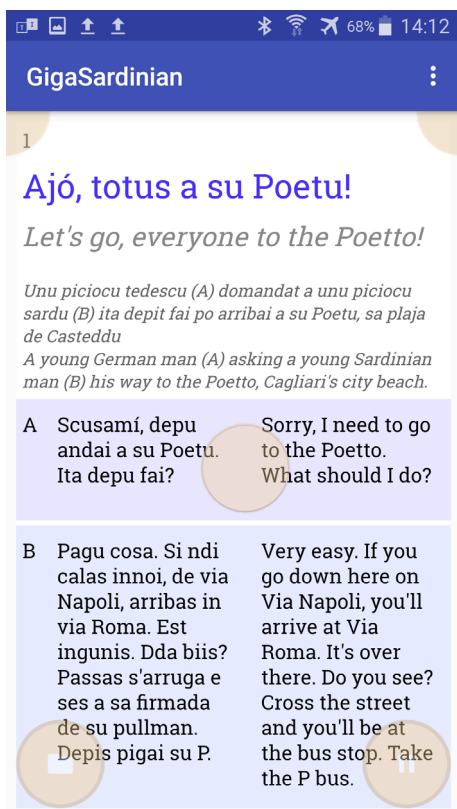 68% 14:12
GigaSardinian
1
Ajó, totus a su Poetu!
Let's go, everyone to the Poetto!
Unu piciocu tedescu (A) domandat a unu piciocu
sardu (B) ita depit fai po arribai a su Poetu, sa plaja
de Casteddu
A young German man (A) asking a young Sardinian
man (B) his way to the Poetto, Cagliari's city beach.
A
Scusamí, depu
andai a su Poetu.
Ita depu fai?
Sorry, I need to go
to the Poetto.
What should I do?
B
Pagu cosa. Si ndi
calas innoi, de via
Napoli, arribas in
via Roma. Est
ingunis. Dda biis?
Passas s'arruga e
ses a sa firmada
de su pullman.
Depis pigai su P.
Very easy. If you
go down here on
Via Napoli, you'll
arrive at Via
Roma. It's over
there. Do you see?
Cross the street
and you'll be at
the bus stop. Take
the P bus.